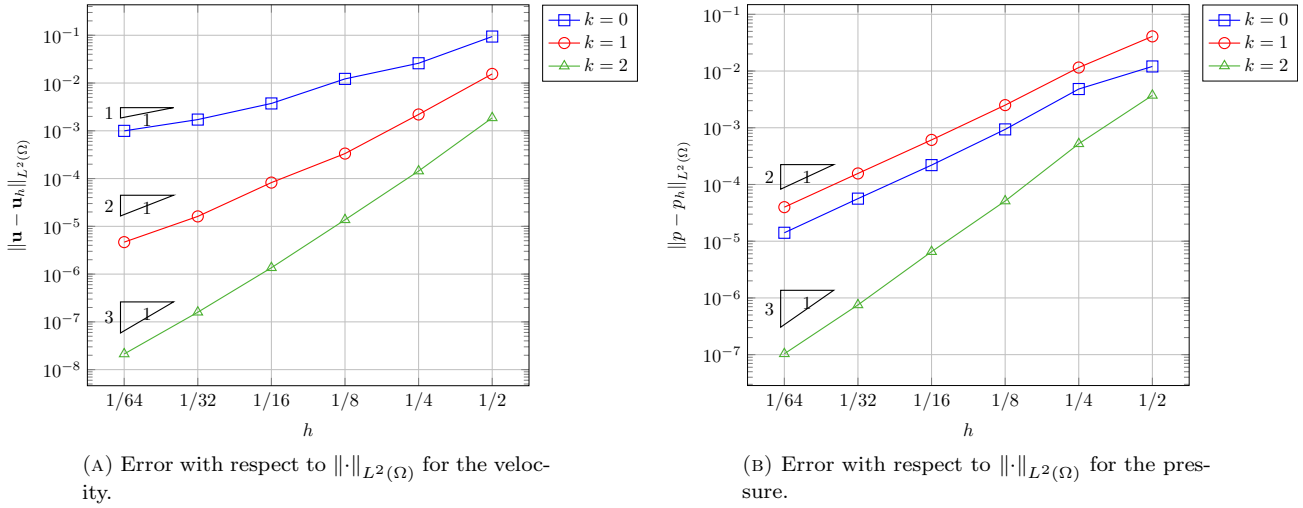 10⁻¹
10⁻²
10⁻³
10⁻⁴
10⁻⁵
10⁻⁶
10⁻⁷
10⁻⁸
‖u − u_h‖_{L²(Ω)}
1
1
2
1
3
1
1/64 1/32 1/16 1/8 1/4 1/2
h
k = 0
k = 1
k = 2
(A) Error with respect to ‖·‖_{L²(Ω)} for the veloc-
ity.
10⁻¹
10⁻²
10⁻³
10⁻⁴
10⁻⁵
10⁻⁶
10⁻⁷
‖p − p_h‖_{L²(Ω)}
2
1
3
1
1/64 1/32 1/16 1/8 1/4 1/2
h
k = 0
k = 1
k = 2
(B) Error with respect to ‖·‖_{L²(Ω)} for the pres-
sure.